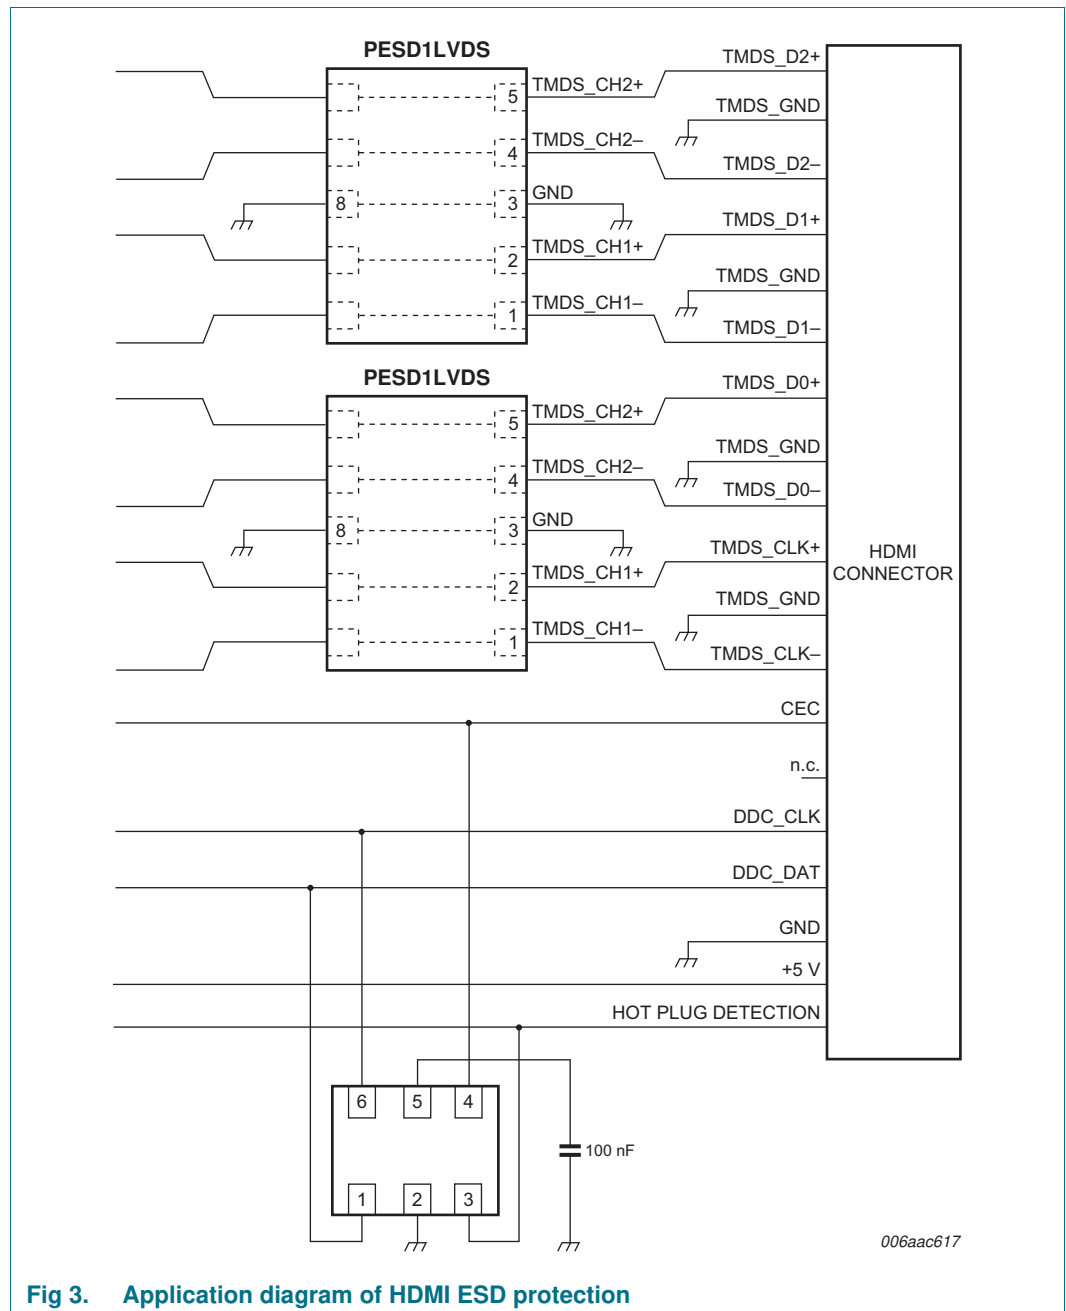 PESD1LVDS
TMDS_D2+
5 TMDS_CH2+
TMDS_GND
4 TMDS_CH2–
TMDS_D2–
8 3 GND
TMDS_D1+
2 TMDS_CH1+
TMDS_GND
1 TMDS_CH1–
TMDS_D1–
PESD1LVDS
TMDS_D0+
5 TMDS_CH2+
TMDS_GND
4 TMDS_CH2–
TMDS_D0–
8 3 GND
TMDS_CLK+
HDMI
CONNECTOR
2 TMDS_CH1+
TMDS_GND
1 TMDS_CH1–
TMDS_CLK–
CEC
n.c.
DDC_CLK
DDC_DAT
GND
+5 V
HOT PLUG DETECTION
6 5 4
100 nF
1 2 3
006aac617
Fig 3. Application diagram of HDMI ESD protection